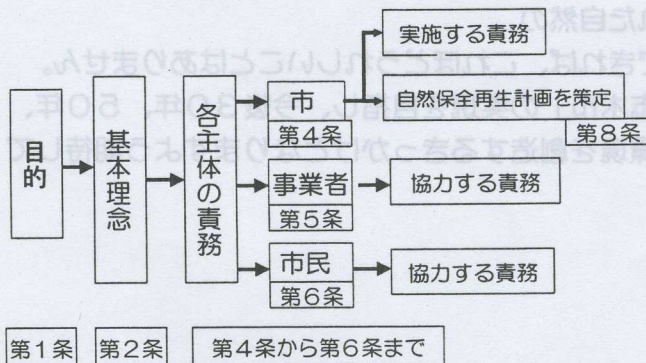 目的
基本理念
各主体の責務
市
第4条
事業者
第5条
市民
第6条
実施する責務
自然保全再生計画を策定
第8条
協力する責務
協力する責務
第1条
第2条
第4条から第6条まで